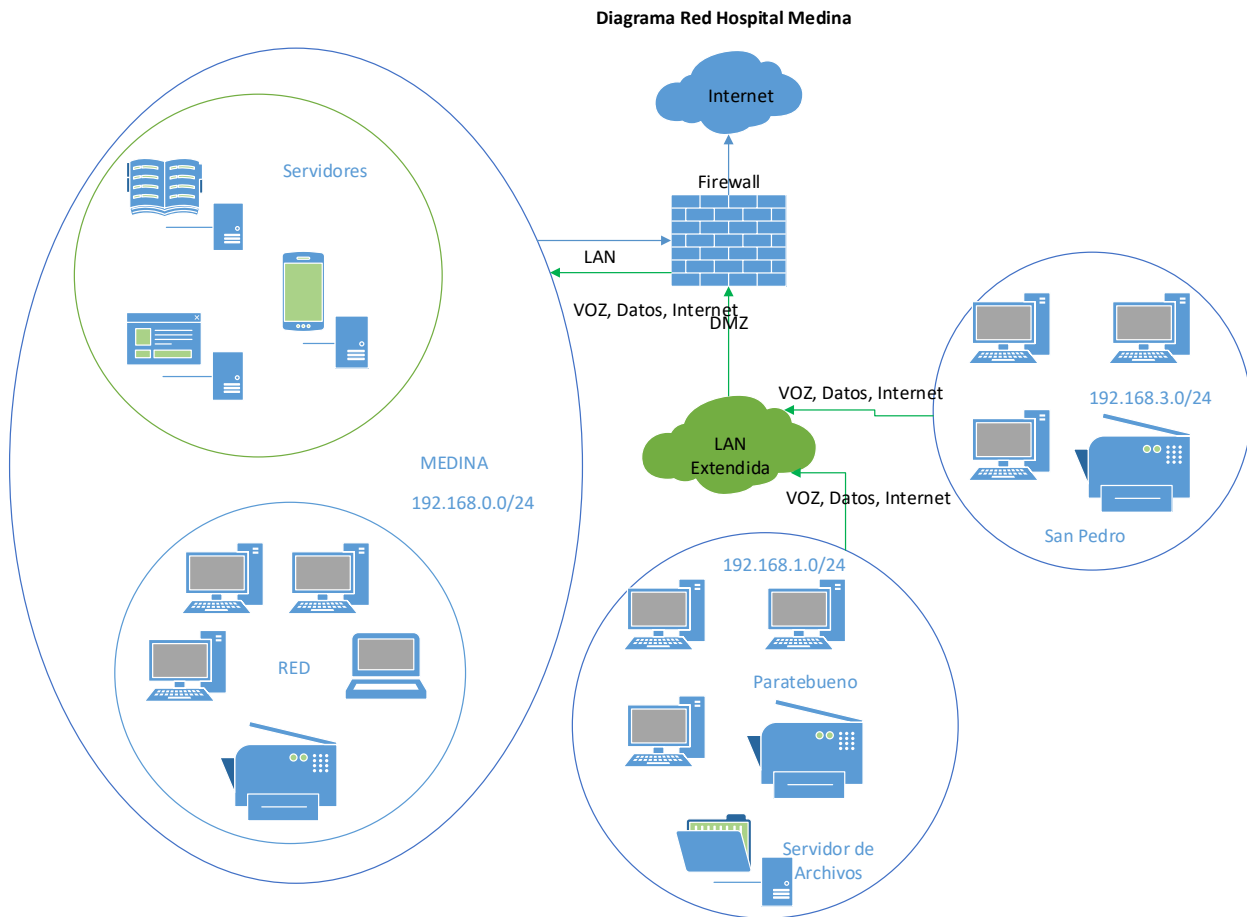 Diagrama Red Hospital Medina
Internet
Servidores
Firewall
LAN
VOZ, Datos, Internet
DMZ
VOZ, Datos, Internet
192.168.3.0/24
LAN
Extendida
MEDINA
192.168.0.0/24
VOZ, Datos, Internet
San Pedro
192.168.1.0/24
RED
Paratebueno
Servidor de
Archivos